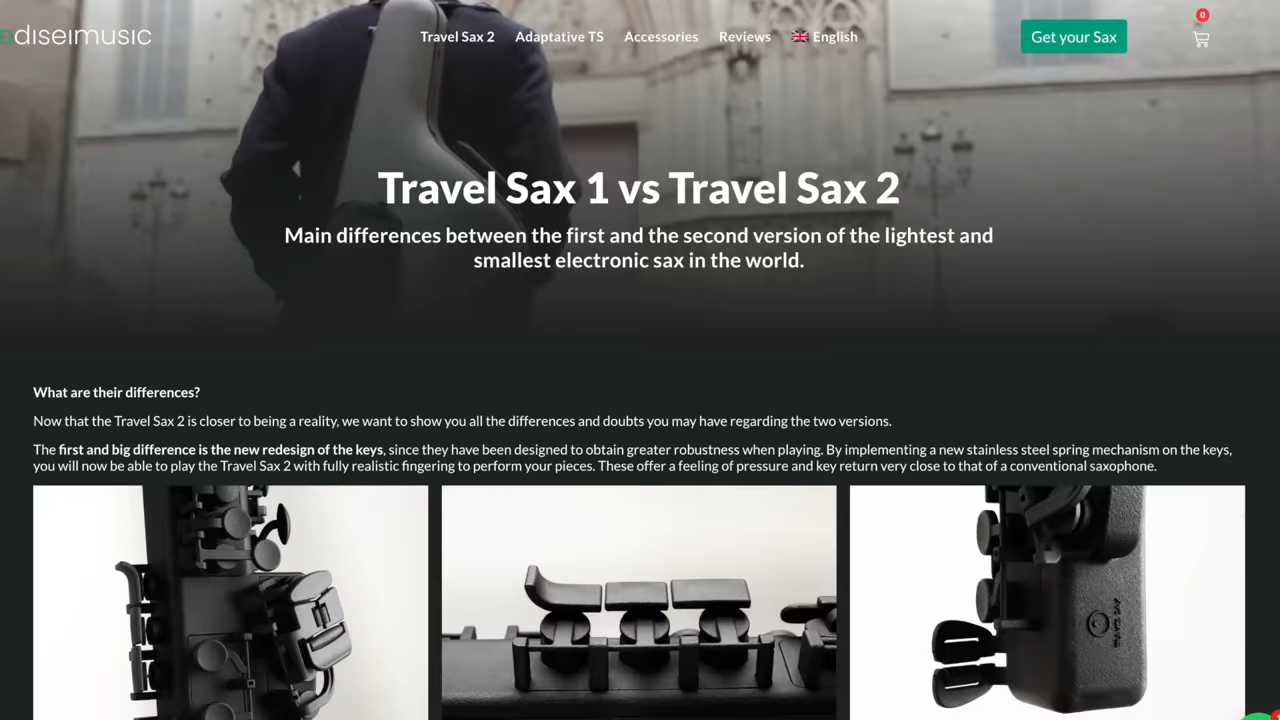 odiseimusic
Travel Sax 2 Adaptative TS Accessories Reviews English
Get your Sax
0
Travel Sax 1 vs Travel Sax 2
Main differences between the first and the second version of the lightest and
smallest electronic sax in the world.
What are their differences?
Now that the Travel Sax 2 is closer to being a reality, we want to show you all the differences and doubts you may have regarding the two versions.
The first and big difference is the new redesign of the keys, since they have been designed to obtain greater robustness when playing. By implementing a new stainless steel spring mechanism on the keys,
you will now be able to play the Travel Sax 2 with fully realistic fingering to perform your pieces. These offer a feeling of pressure and key return very close to that of a conventional saxophone.